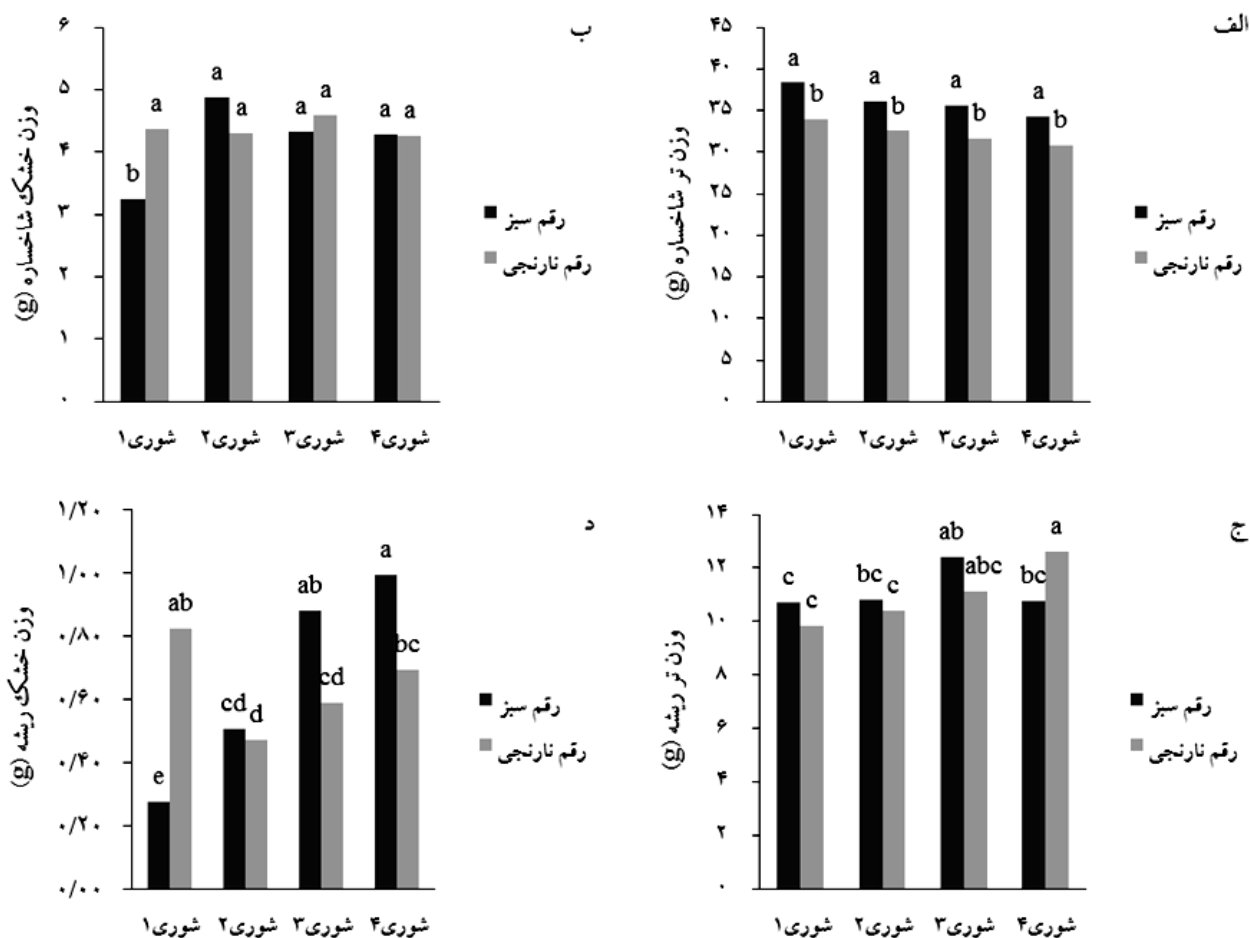 الف
وزن تر شاخساره (g)
۴۵
۴۰
۳۵
۳۰
۲۵
۲۰
۱۵
۱۰
۵
۰
a b a b a b a b
شوری۱ شوری۲ شوری۳ شوری۴
رقم سبز
رقم نارنجی
ب
وزن خشک شاخساره (g)
۶
۵
۴
۳
۲
۱
۰
b a a a a a a a
شوری۱ شوری۲ شوری۳ شوری۴
رقم سبز
رقم نارنجی
ج
وزن تر ریشه (g)
۱۴
۱۲
۱۰
۸
۶
۴
۲
۰
c c bc c ab abc bc a
شوری۱ شوری۲ شوری۳ شوری۴
رقم سبز
رقم نارنجی
د
وزن خشک ریشه (g)
۱/۲۰
۱/۰۰
۰/۸۰
۰/۶۰
۰/۴۰
۰/۲۰
۰/۰۰
e ab cd d ab cd a bc
شوری۱ شوری۲ شوری۳ شوری۴
رقم سبز
رقم نارنجی